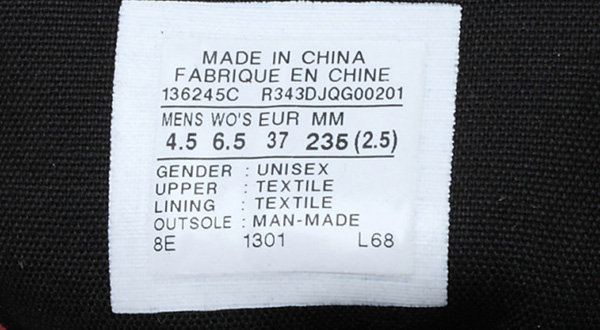 MADE IN CHINA
FABRIQUE EN CHINE
136245C R343DJQG00201
MENS WO'S EUR MM
4.5 6.5 37 235 (2.5)
GENDER : UNISEX
UPPER : TEXTILE
LINING : TEXTILE
OUTSOLE : MAN-MADE
8E 1301 L68